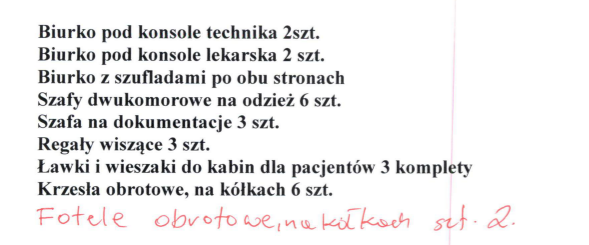 Biurko pod konsole technika 2szt.
Biurko pod konsole lekarska 2 szt.
Biurko z szufladami po obu stronach
Szafy dwukomorowe na odzież 6 szt.
Szafa na dokumentacje 3 szt.
Regały wiszące 3 szt.
Ławki i wieszaki do kabin dla pacjentów 3 komplety
Krzesła obrotowe, na kółkach 6 szt.
Fotele obrotowe, na kółkach szt. 2.